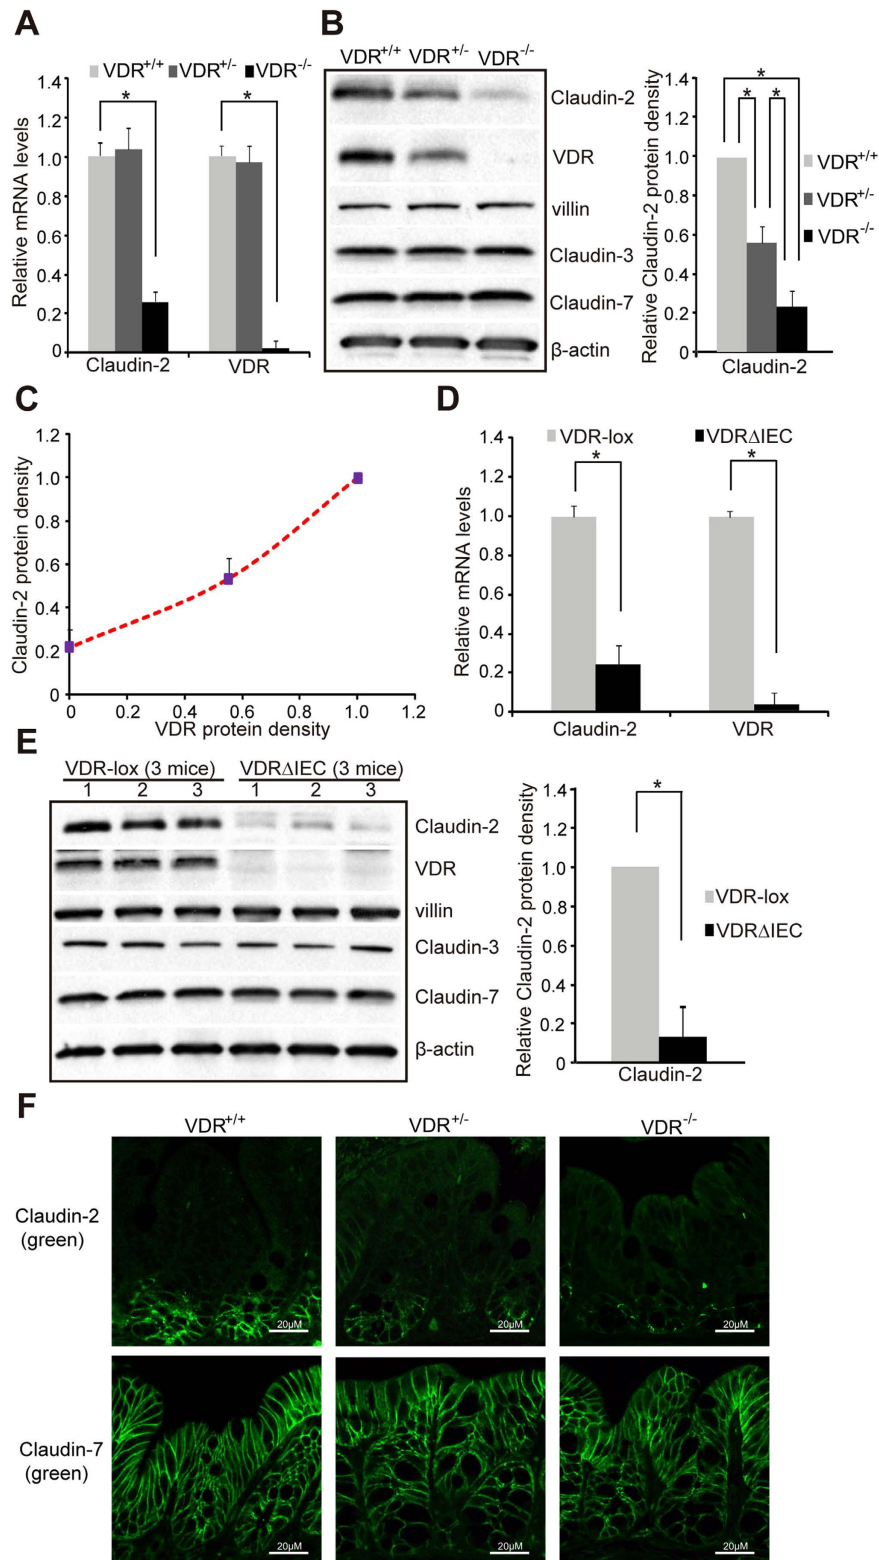 A
VDR+/+ VDR+/- VDR-/-
Relative mRNA levels
1.4
1.2
1.0
0.8
0.6
0.4
0.2
0
* *
Claudin-2 VDR
B
VDR+/+ VDR+/- VDR-/-
Claudin-2
VDR
villin
Claudin-3
Claudin-7
β-actin
Relative Claudin-2 protein density
1.4
1.2
1.0
0.8
0.6
0.4
0.2
0
*
* *
VDR+/+
VDR+/-
VDR-/-
Claudin-2
C
Claudin-2 protein density
1.2
1.0
0.8
0.6
0.4
0.2
0
0 0.2 0.4 0.6 0.8 1.0 1.2
VDR protein density
D
VDR-lox VDRΔIEC
Relative mRNA levels
1.4
1.2
1.0
0.8
0.6
0.4
0.2
0
* *
Claudin-2 VDR
E
VDR-lox (3 mice) VDRΔIEC (3 mice)
1 2 3 1 2 3
Claudin-2
VDR
villin
Claudin-3
Claudin-7
β-actin
Relative Claudin-2 protein density
1.4
1.2
1.0
0.8
0.6
0.4
0.2
0
*
VDR-lox
VDRΔIEC
Claudin-2
F
VDR+/+ VDR+/- VDR-/-
Claudin-2
(green)
20µM 20µM 20µM
Claudin-7
(green)
20µM 20µM 20µM